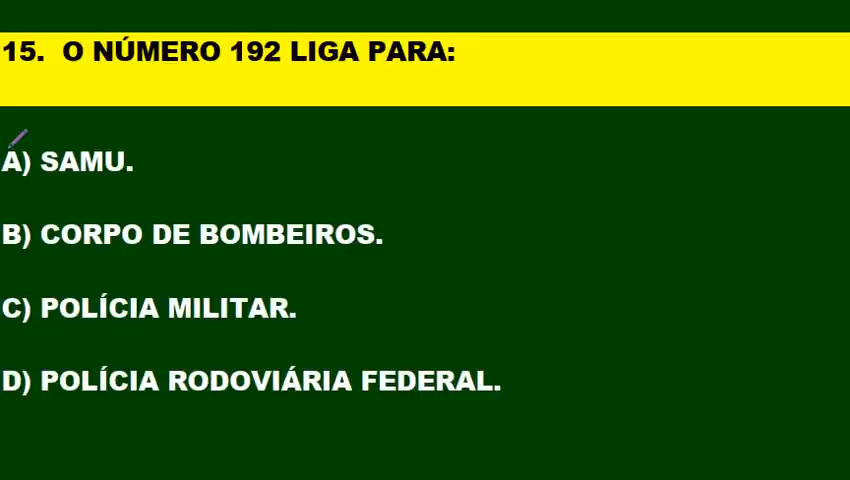 15. O NÚMERO 192 LIGA PARA:
A) SAMU.
B) CORPO DE BOMBEIROS.
C) POLÍCIA MILITAR.
D) POLÍCIA RODOVIÁRIA FEDERAL.